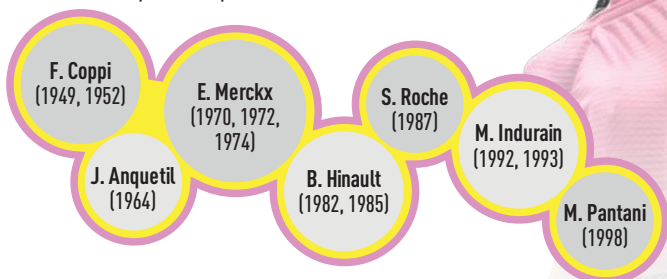 F. Coppi
(1949, 1952)
J. Anquetil
(1964)
E. Merckx
(1970, 1972,
1974)
B. Hinault
(1982, 1985)
S. Roche
(1987)
M. Indurain
(1992, 1993)
M. Pantani
(1998)